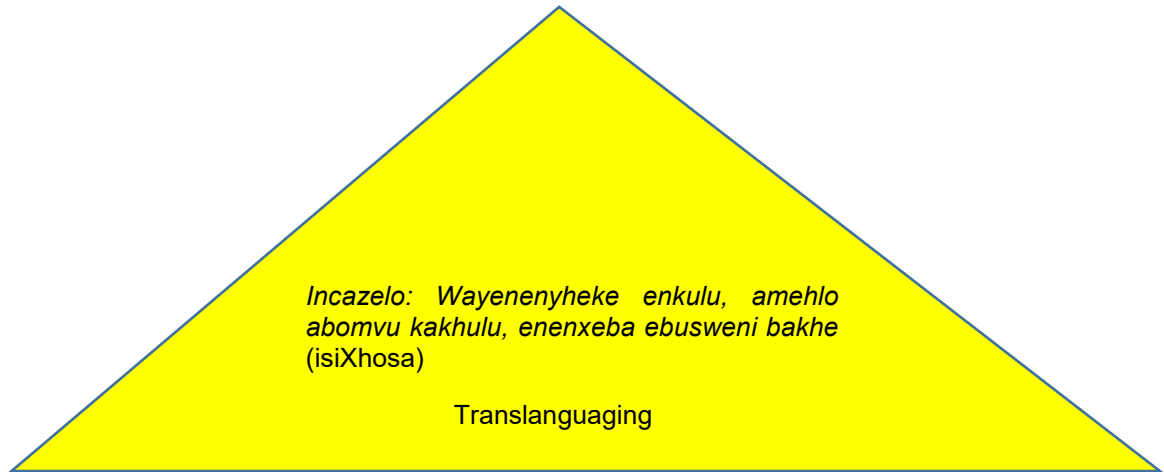 Incazelo: Wayenenyheke enkulu, amehlo
abomvu kakhulu, enenxeba ebusweni bakhe
(isiXhosa)
Translanguaging